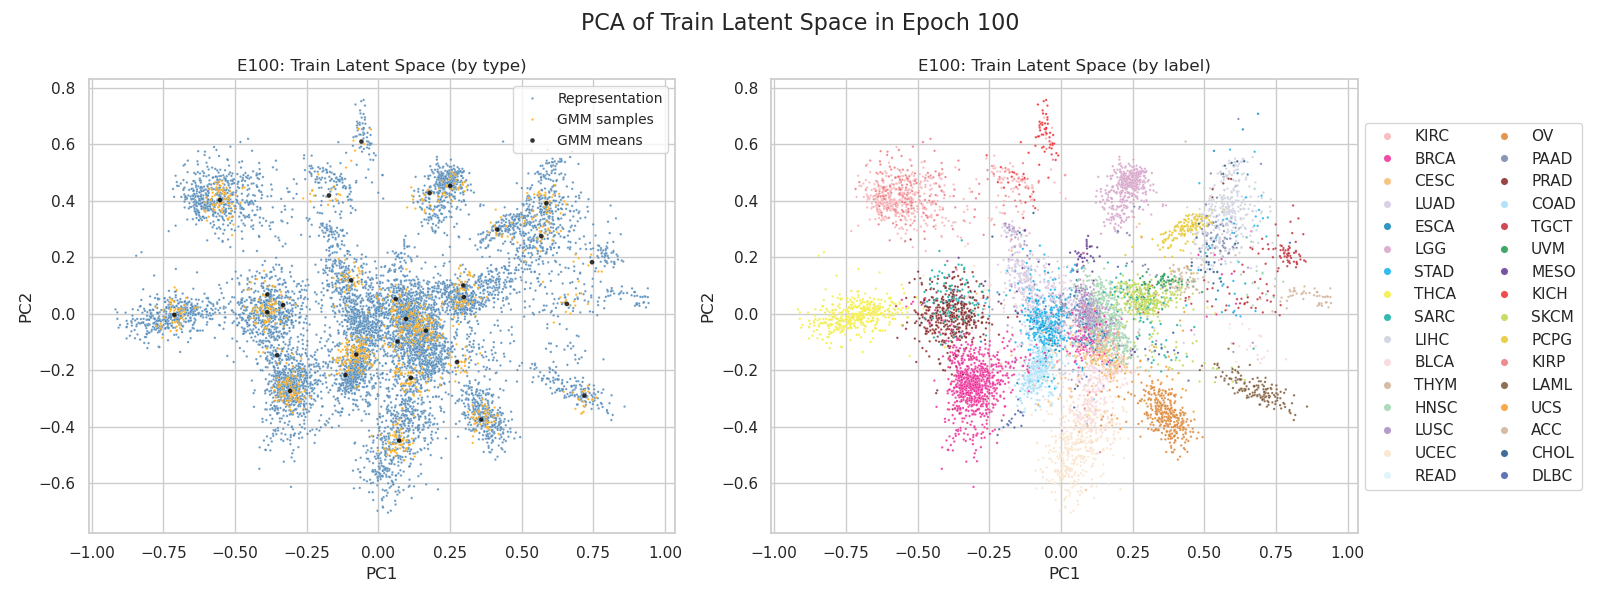 PCA of Train Latent Space in Epoch 100
E100: Train Latent Space (by type)
Representation
GMM samples
GMM means
0.8
0.6
0.4
0.2
0.0
−0.2
−0.4
−0.6
PC2
−1.00 −0.75 −0.50 −0.25 0.00 0.25 0.50 0.75 1.00
PC1
E100: Train Latent Space (by label)
0.8
0.6
0.4
0.2
0.0
−0.2
−0.4
−0.6
PC2
−1.00 −0.75 −0.50 −0.25 0.00 0.25 0.50 0.75 1.00
PC1
KIRC OV
BRCA PAAD
CESC PRAD
LUAD COAD
ESCA TGCT
LGG UVM
STAD MESO
THCA KICH
SARC SKCM
LIHC PCPG
BLCA KIRP
THYM LAML
HNSC UCS
LUSC ACC
UCEC CHOL
READ DLBC